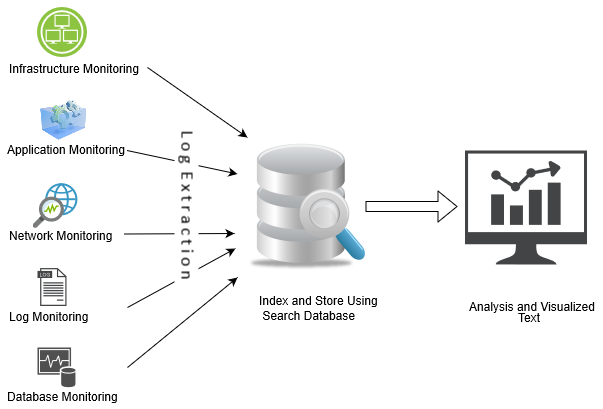 Infrastructure Monitoring
Application Monitoring
Network Monitoring
LOG
Log Monitoring
Database Monitoring
Log Extraction
Index and Store Using
Search Database
Analysis and Visualized
Text